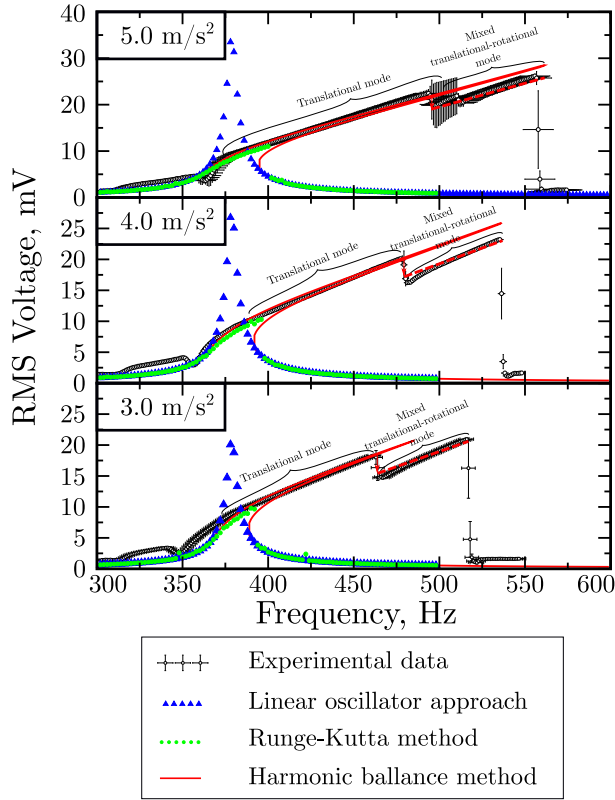 RMS Voltage, mV
40
30
20
10
0
5.0 m/s²
Translational mode
Mixed
translational-rotational
mode
25
20
15
10
5
0
4.0 m/s²
Translational mode
Mixed
translational-rotational
mode
25
20
15
10
5
0
3.0 m/s²
Translational mode
Mixed
translational-rotational
mode
300 350 400 450 500 550 600
Frequency, Hz
Experimental data
Linear oscillator approach
Runge-Kutta method
Harmonic ballance method